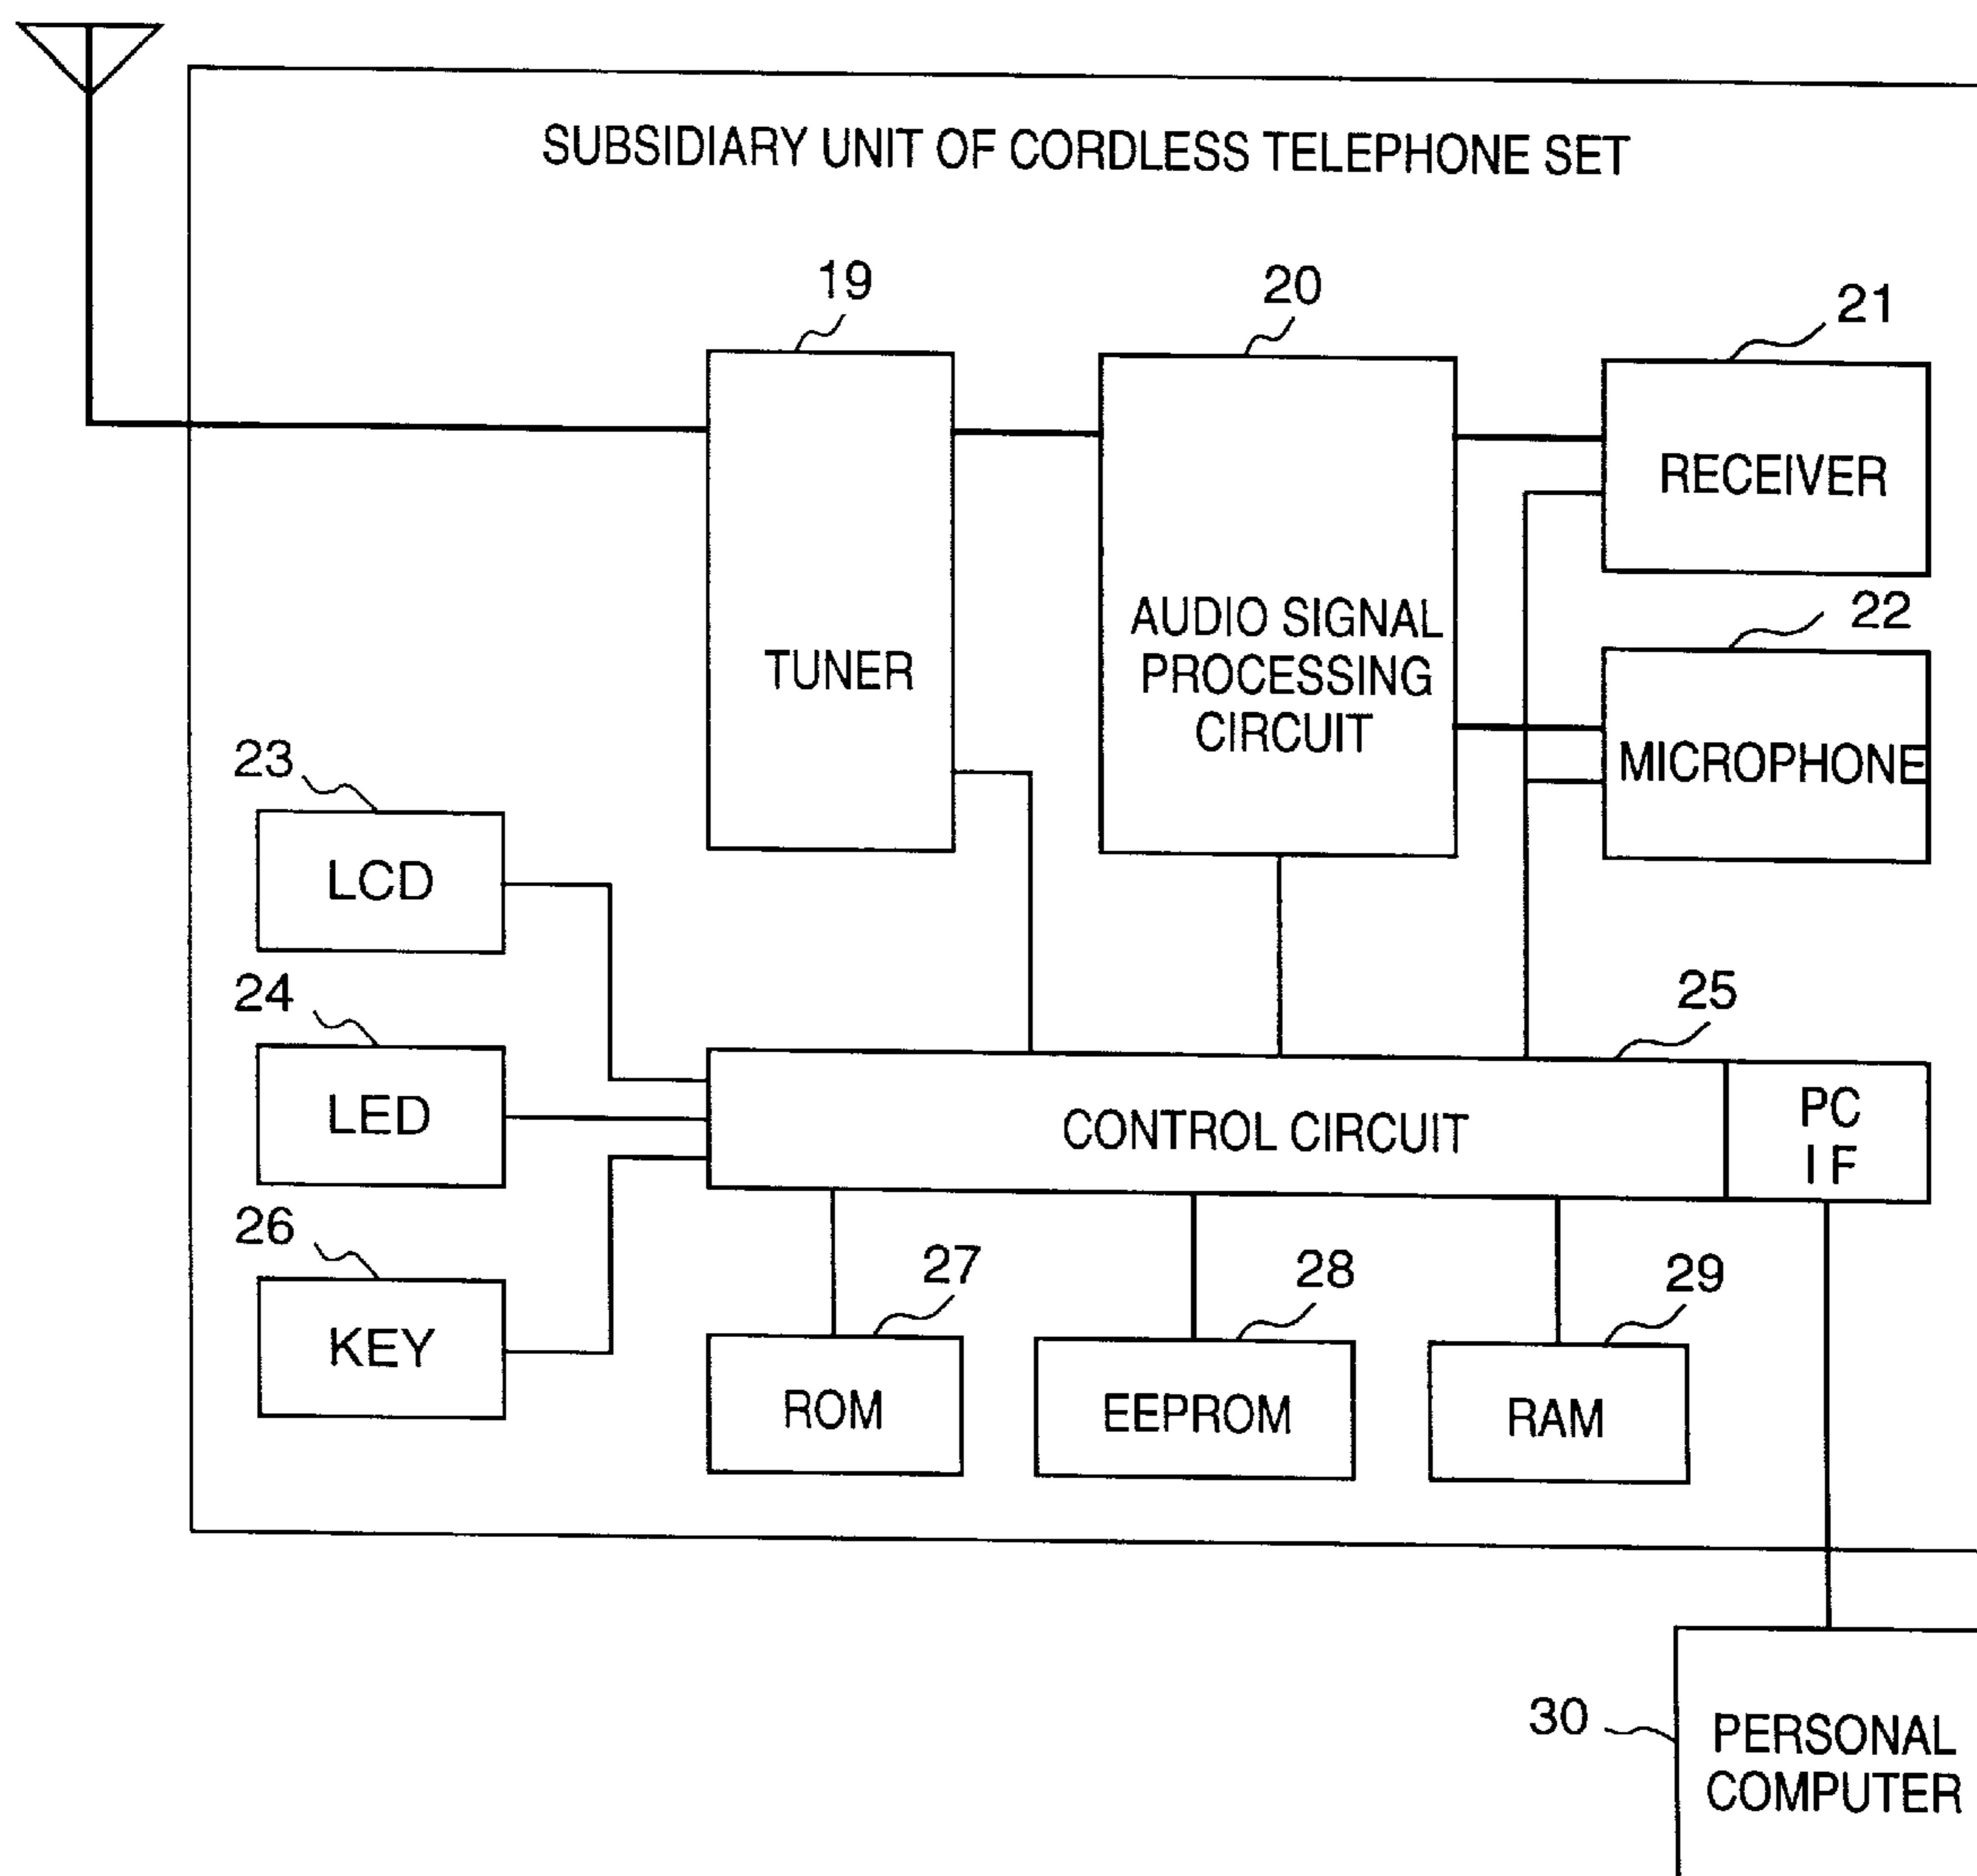 SUBSIDIARY UNIT OF CORDLESS TELEPHONE SET
19
20
21
RECEIVER
22
AUDIO SIGNAL
PROCESSING
CIRCUIT
TUNER
MICROPHONE
23
LCD
24
LED
25
CONTROL CIRCUIT
PC
IF
26
KEY
27
ROM
28
EEPROM
29
RAM
30
PERSONAL
COMPUTER